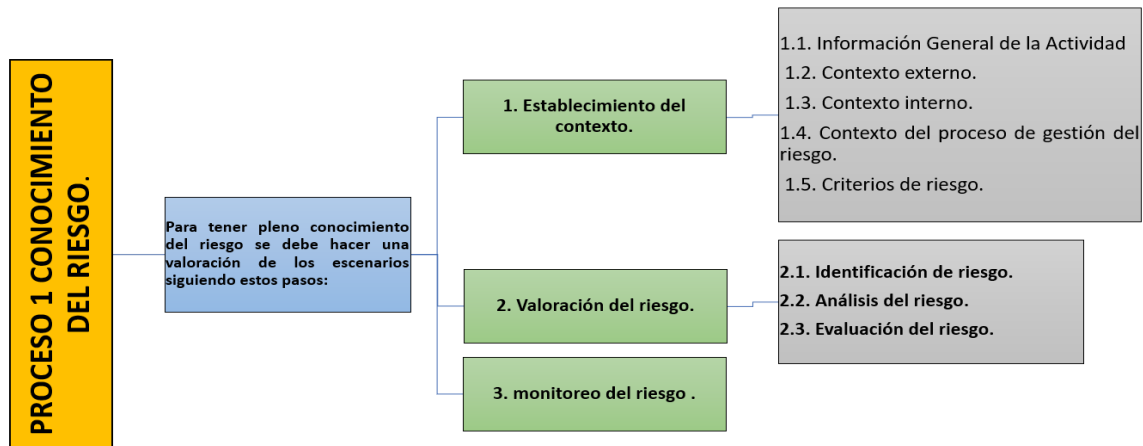 PROCESO 1 CONOCIMIENTO
DEL RIESGO.
Para tener pleno conocimiento
del riesgo se debe hacer una
valoración de los escenarios
siguiendo estos pasos:
1. Establecimiento del
contexto.
1.1. Información General de la Actividad
1.2. Contexto externo.
1.3. Contexto interno.
1.4. Contexto del proceso de gestión del
riesgo.
1.5. Criterios de riesgo.
2. Valoración del riesgo.
2.1. Identificación de riesgo.
2.2. Análisis del riesgo.
2.3. Evaluación del riesgo.
3. monitoreo del riesgo .